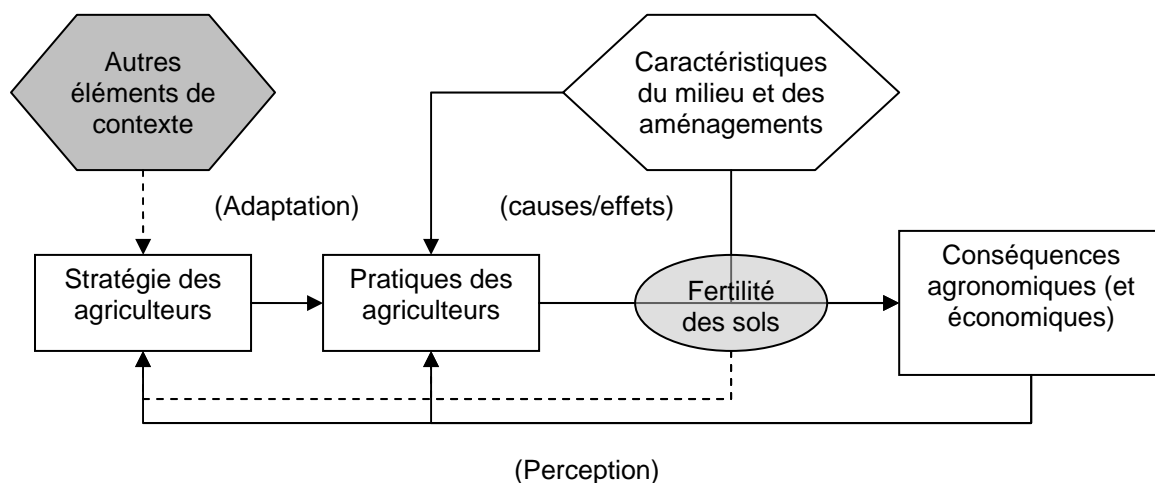 Autres
éléments de
contexte
Caractéristiques
du milieu et des
aménagements
(Adaptation)
(causes/effets)
Stratégie des
agriculteurs
Pratiques des
agriculteurs
Fertilité
des sols
Conséquences
agronomiques (et
économiques)
(Perception)